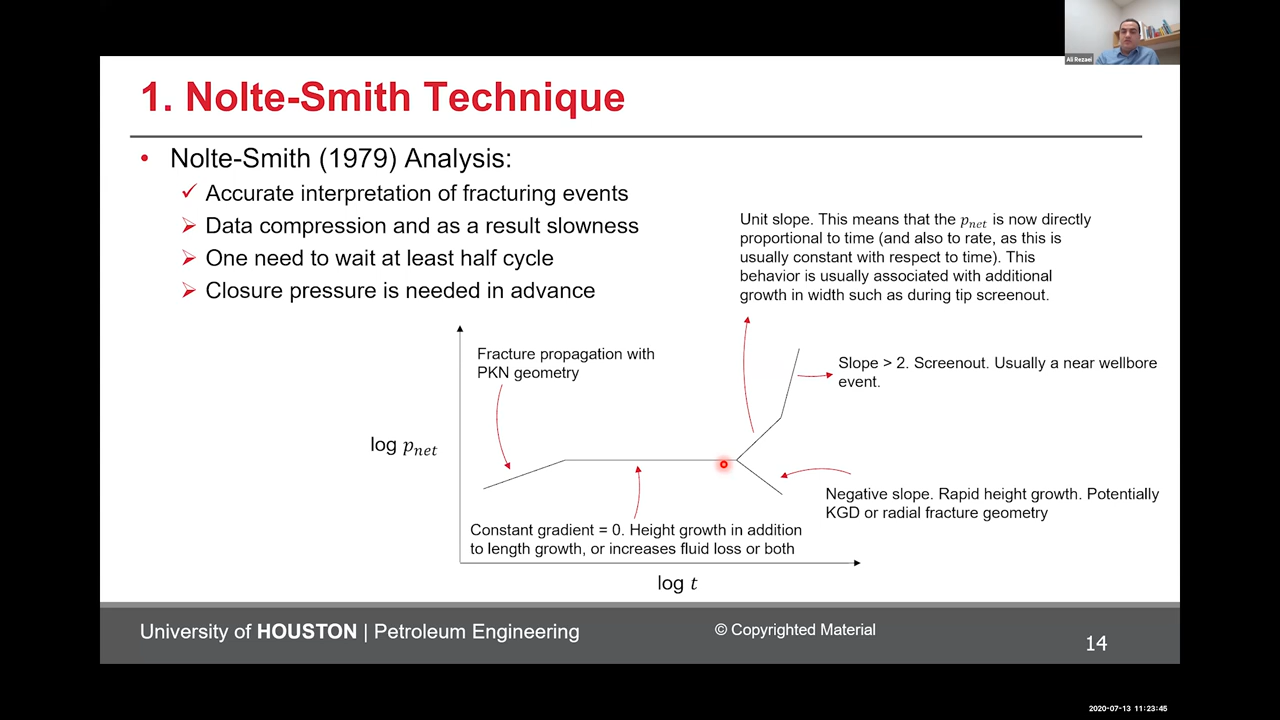 Ali Rezaei
1. Nolte-Smith Technique
• Nolte-Smith (1979) Analysis:
✓ Accurate interpretation of fracturing events
➢ Data compression and as a result slowness
➢ One need to wait at least half cycle
➢ Closure pressure is needed in advance
Unit slope. This means that the pnet is now directly
proportional to time (and also to rate, as this is
usually constant with respect to time). This
behavior is usually associated with additional
growth in width such as during tip screenout.
Fracture propagation with
PKN geometry
Slope > 2. Screenout. Usually a near wellbore
event.
log pnet
Negative slope. Rapid height growth. Potentially
KGD or radial fracture geometry
Constant gradient = 0. Height growth in addition
to length growth, or increases fluid loss or both
log t
University of HOUSTON | Petroleum Engineering
© Copyrighted Material
14
2020-07-13 11:23:45